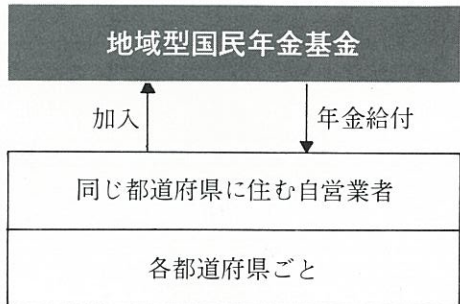 地域型国民年金基金
加入
年金給付
同じ都道府県に住む自営業者
各都道府県ごと